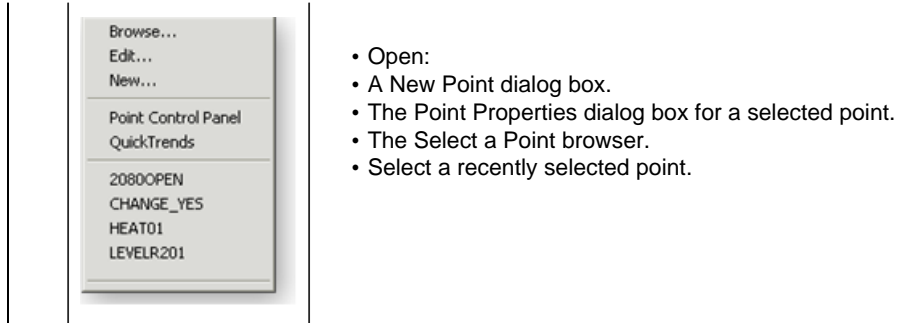 Browse...
Edit...
New...
Point Control Panel
QuickTrends
2080OPEN
CHANGE_YES
HEAT01
LEVELR201
• Open:
• A New Point dialog box.
• The Point Properties dialog box for a selected point.
• The Select a Point browser.
• Select a recently selected point.